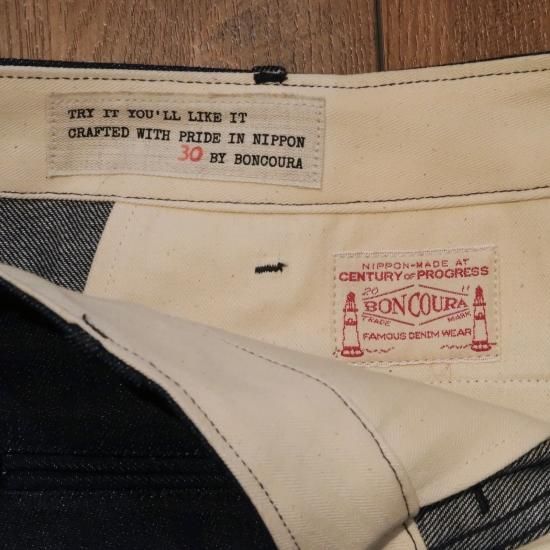 TRY IT YOU'LL LIKE IT
CRAFTED WITH PRIDE IN NIPPON
30 BY BONCOURA
NIPPON-MADE AT
CENTURY OF PROGRESS
20 11
BONCOURA
TRADE MARK
FAMOUS DENIM WEAR